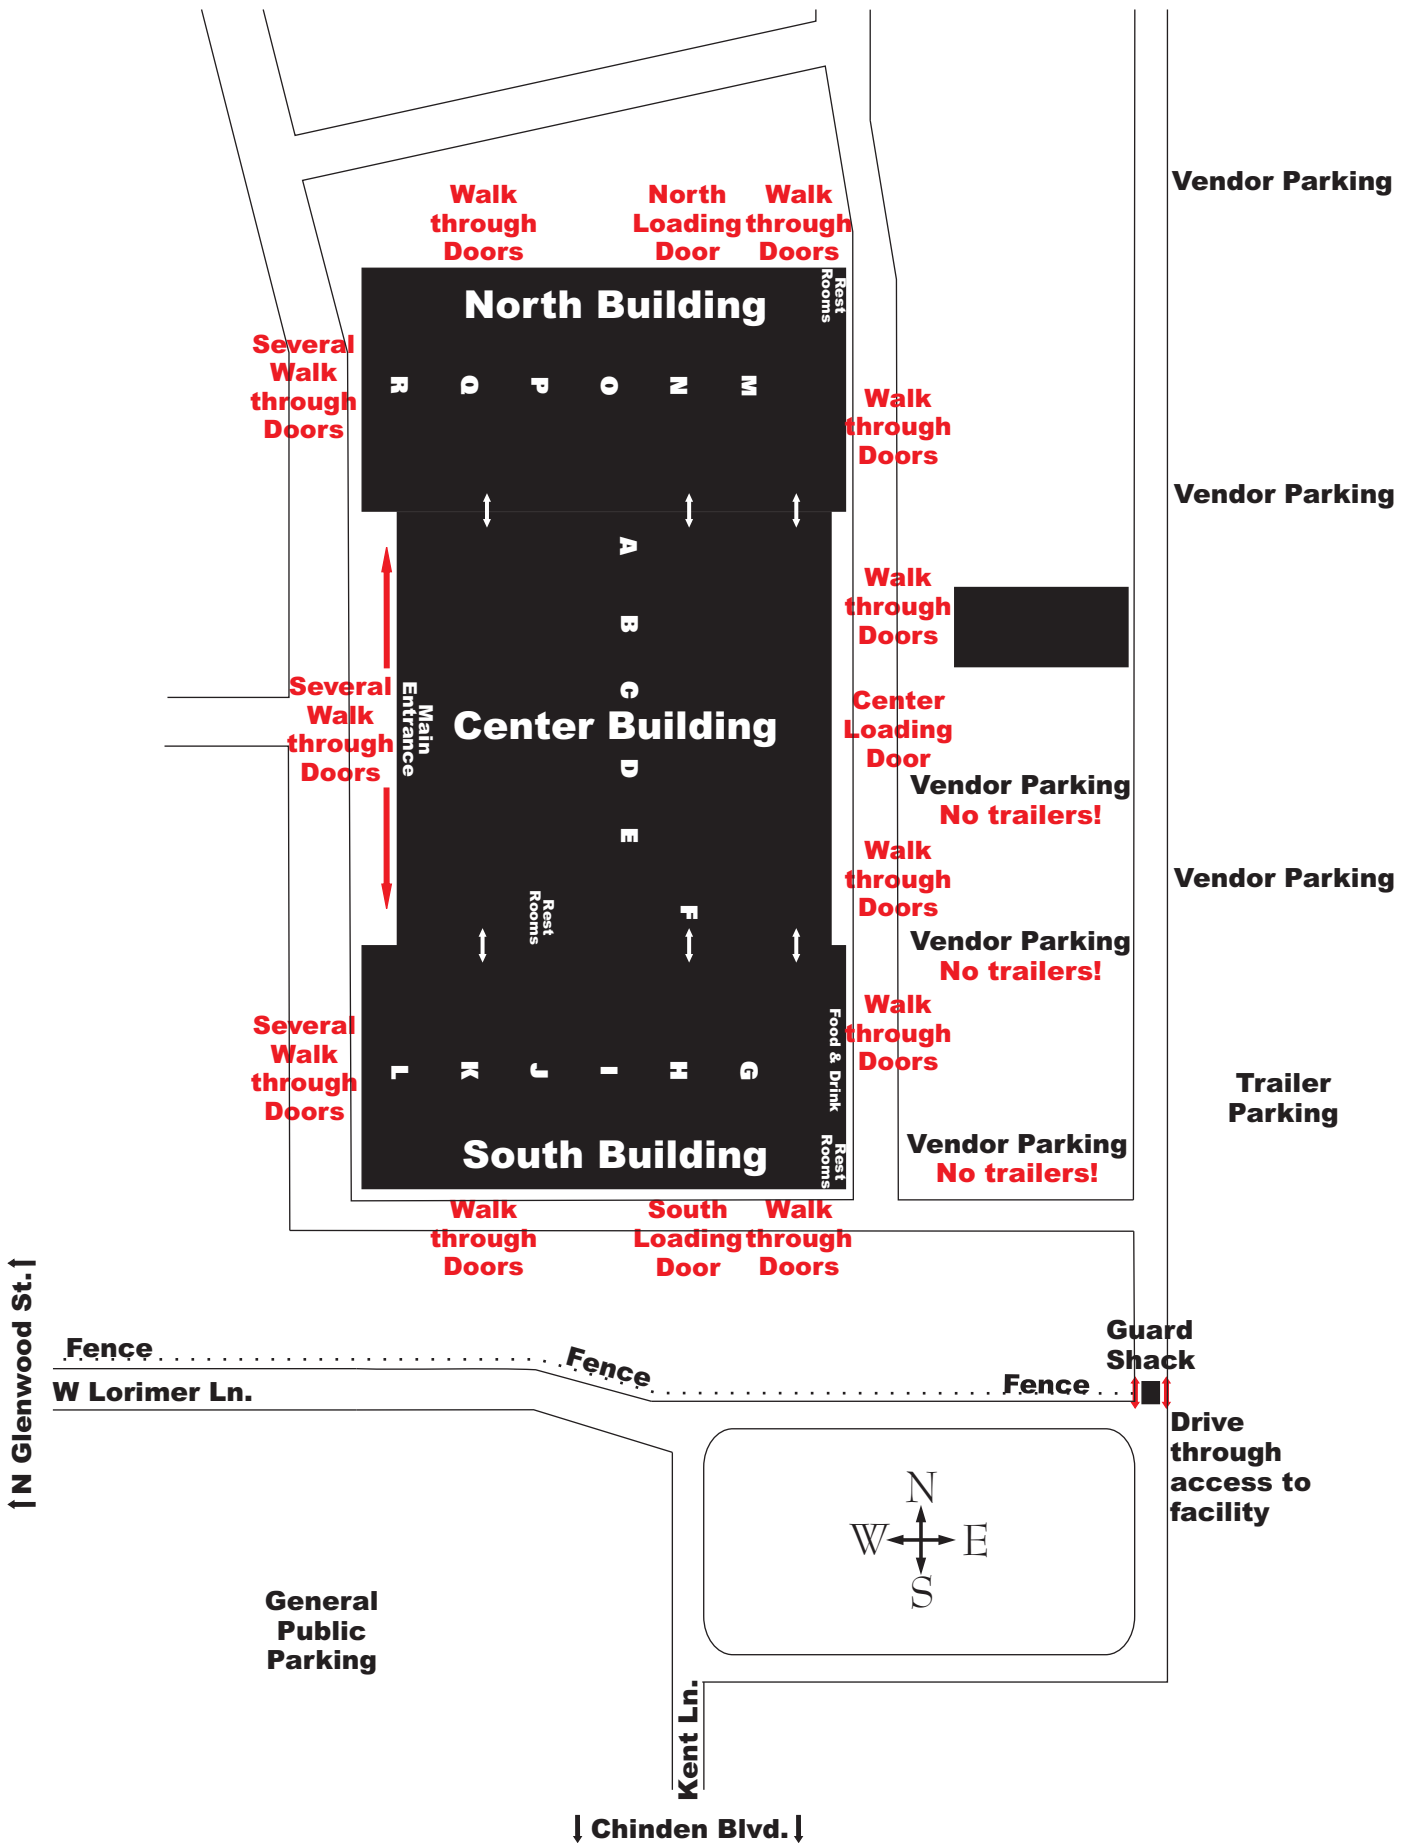 Vendor Parking
Walk
through
Doors
North
Loading
Door
Walk
through
Doors
North Building
Rest
Rooms
Several
Walk
through
Doors
R Q P O N M
Walk
through
Doors
Vendor Parking
A
B
C
D
E
F
Walk
through
Doors
Several
Walk
through
Doors
Main
Entrance
Center Building
Center
Loading
Door
Vendor Parking
No trailers!
Walk
through
Doors
Vendor Parking
Rest
Rooms
Vendor Parking
No trailers!
Walk
through
Doors
Several
Walk
through
Doors
L K J I H G
Food & Drink
Trailer
Parking
South Building
Rest
Rooms
Vendor Parking
No trailers!
Walk
through
Doors
South
Loading
Door
Walk
through
Doors
N Glenwood St.
Fence
Fence
Fence
W Lorimer Ln.
Guard
Shack
Drive
through
access to
facility
N
W E
S
General
Public
Parking
Kent Ln.
Chinden Blvd.